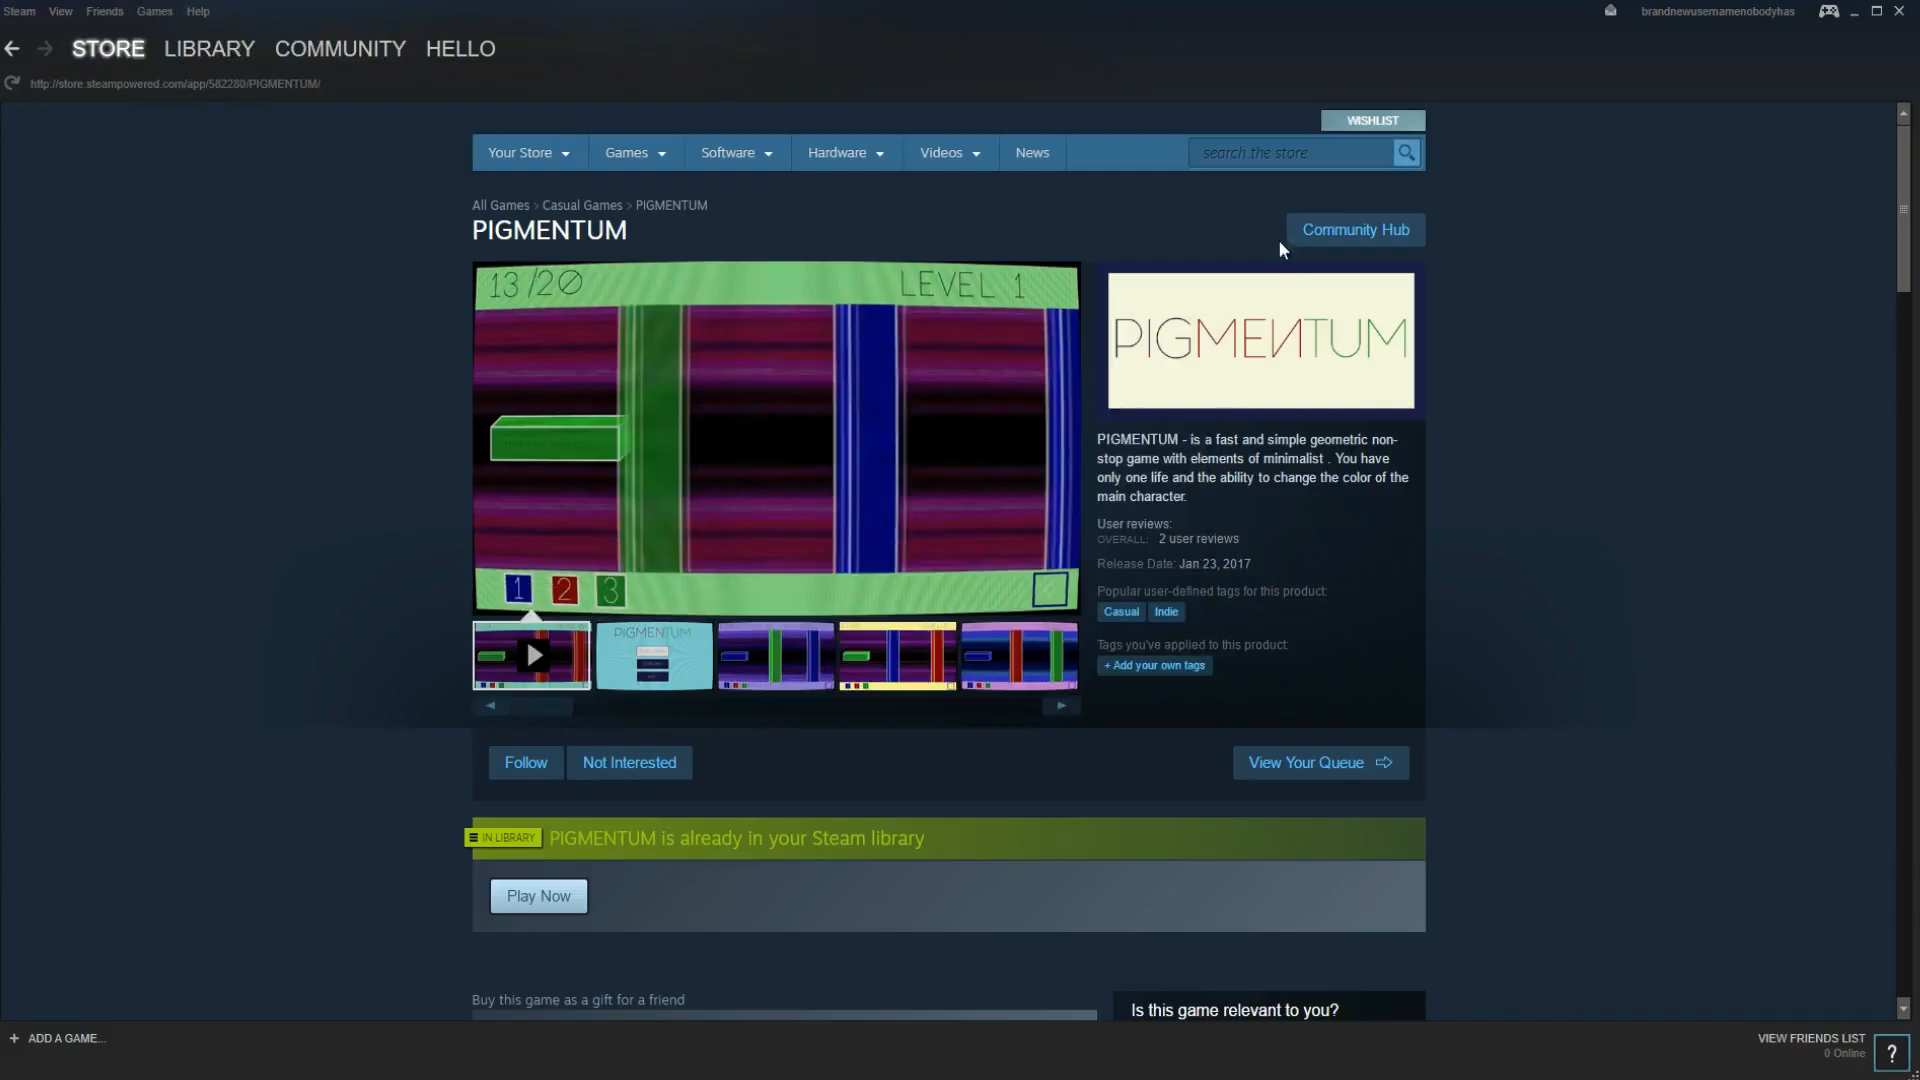 Steam View Friends Games Help
brandnewusernamenobodyhas
STORE LIBRARY COMMUNITY HELLO
http://store.steampowered.com/app/582280/PIGMENTUM/
WISHLIST
Your Store Games Software Hardware Videos News
search the store
All Games > Casual Games > PIGMENTUM
PIGMENTUM
Community Hub
13/20 LEVEL 1
1 2 3
PIGMEИTUM
PIGMENTUM - is a fast and simple geometric non-
stop game with elements of minimalist . You have
only one life and the ability to change the color of the
main character.
User reviews:
OVERALL: 2 user reviews
Release Date: Jan 23, 2017
Popular user-defined tags for this product:
Casual Indie
Tags you've applied to this product:
+ Add your own tags
PIGMENTUM
Follow Not Interested
View Your Queue
IN LIBRARY PIGMENTUM is already in your Steam library
Play Now
Buy this game as a gift for a friend
Is this game relevant to you?
+ ADD A GAME...
VIEW FRIENDS LIST
0 Online
?